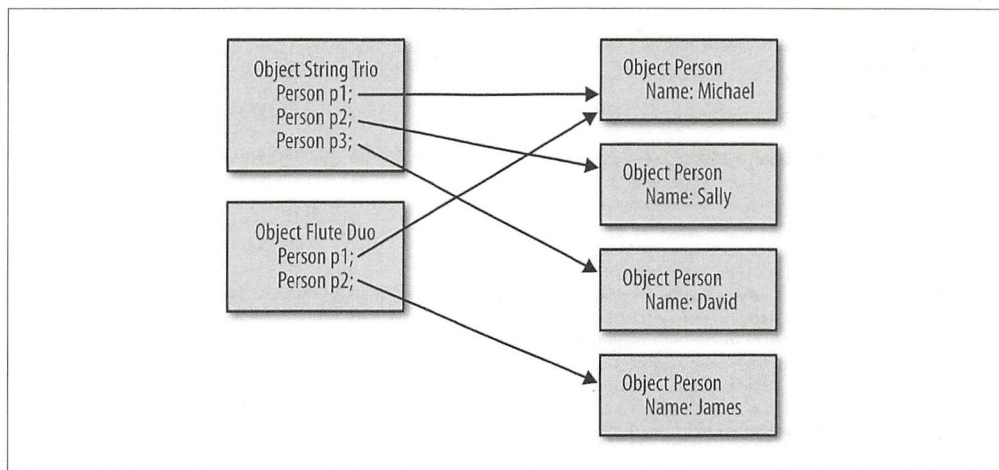 Object String Trio
Person p1;
Person p2;
Person p3;
Object Flute Duo
Person p1;
Person p2;
Object Person
Name: Michael
Object Person
Name: Sally
Object Person
Name: David
Object Person
Name: James